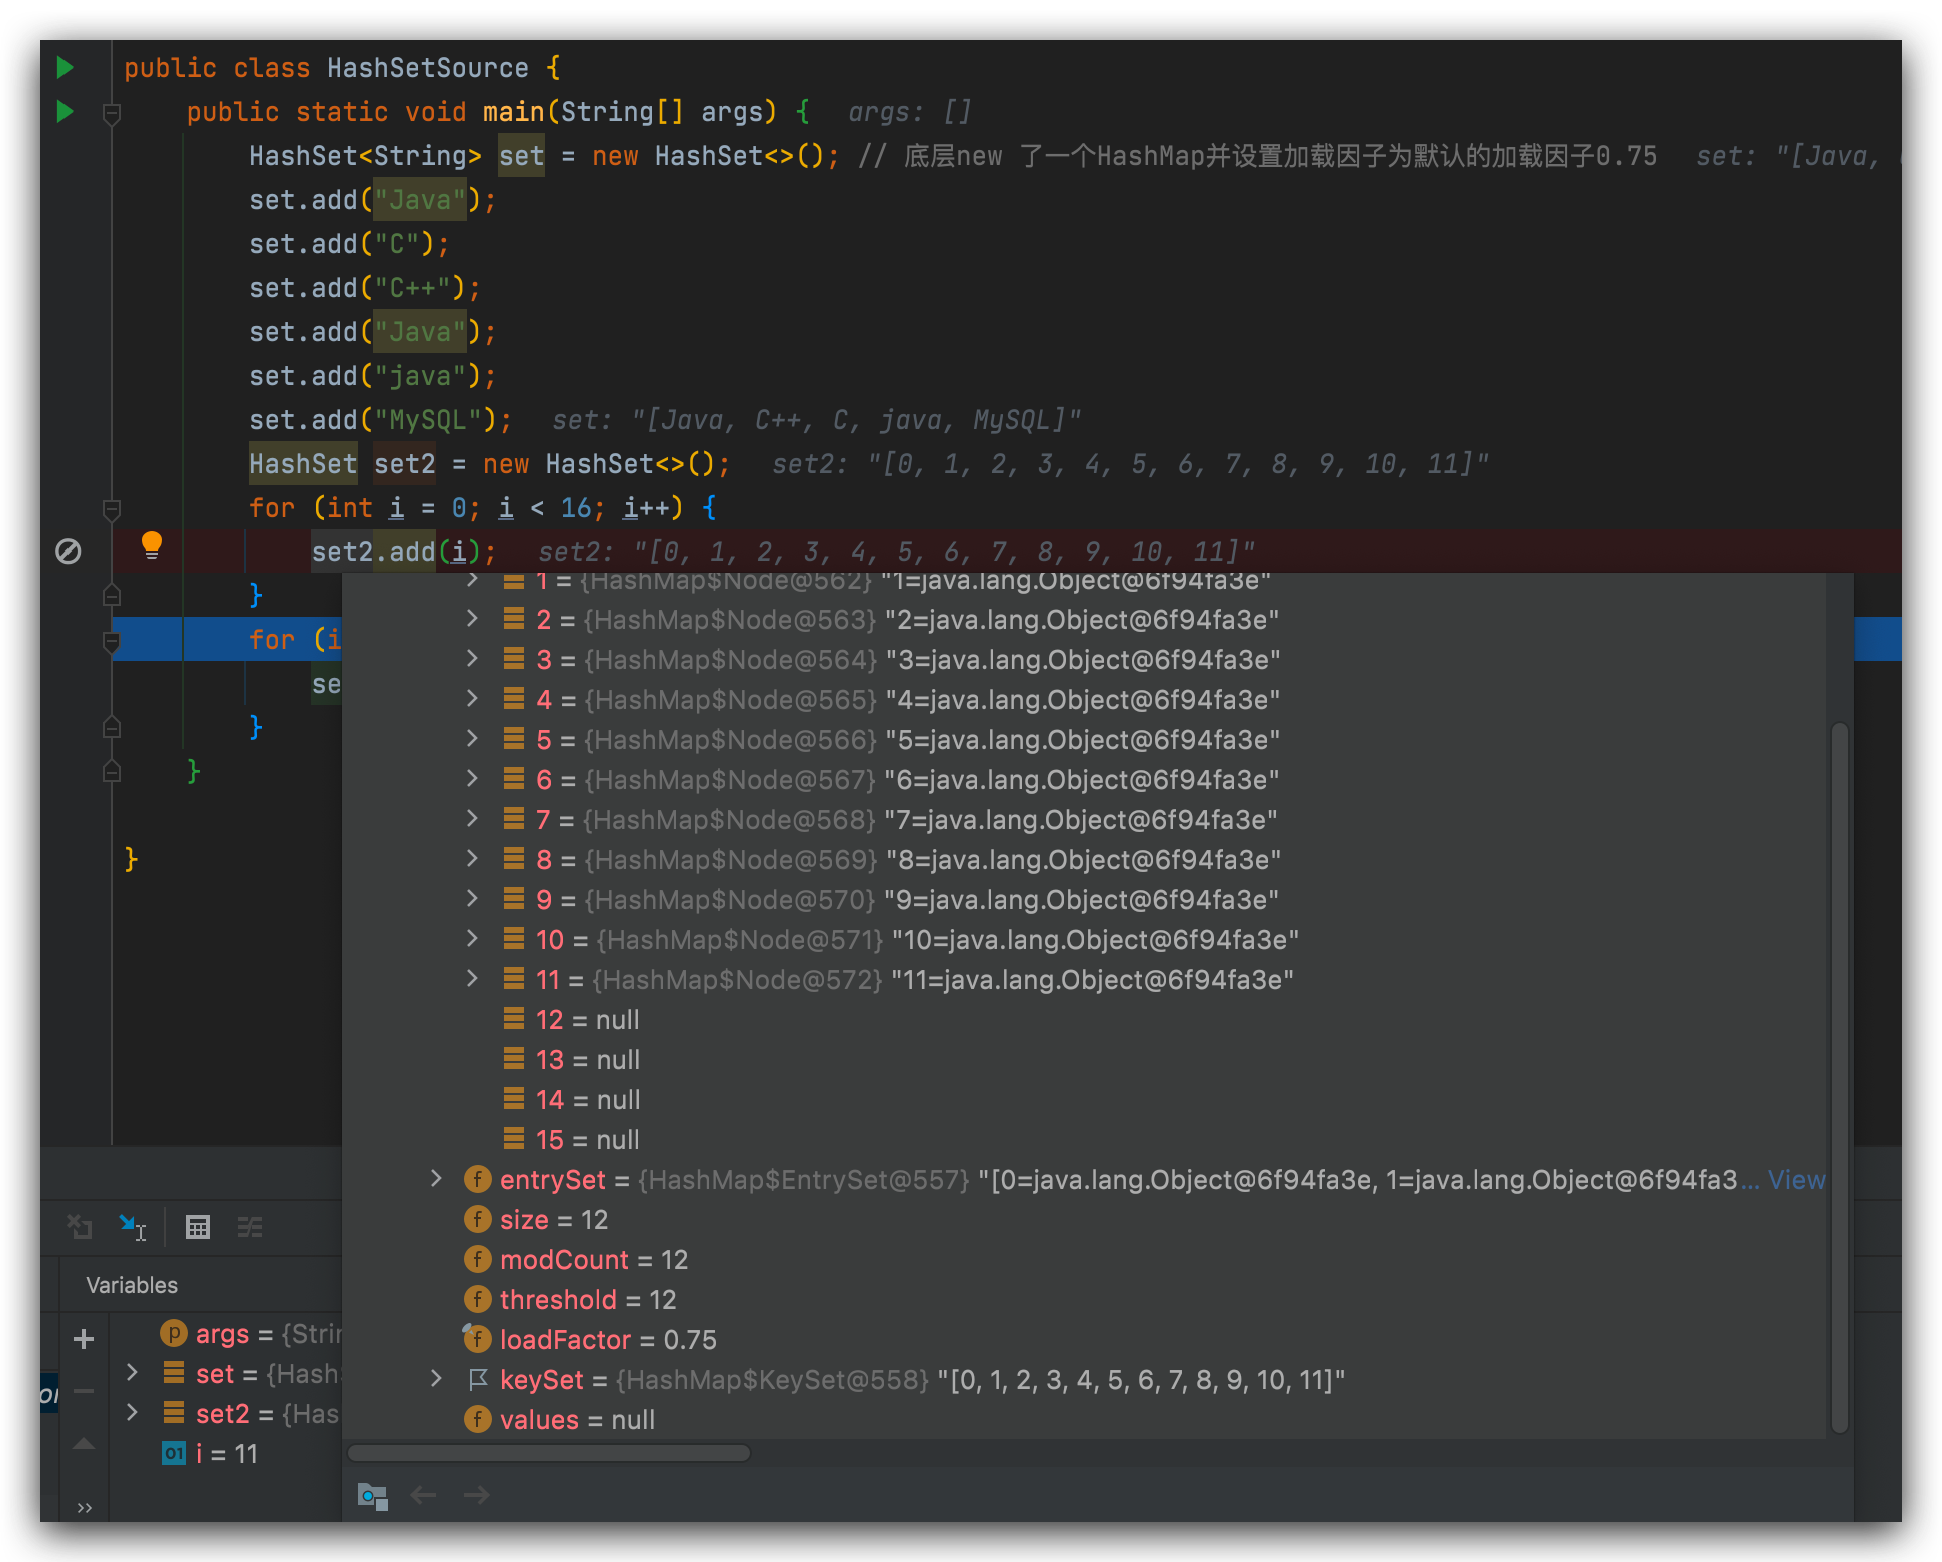 public class HashSetSource {
public static void main(String[] args) { args: []
HashSet<String> set = new HashSet<>(); // 底层new 了一个HashMap并设置加载因子为默认的加载因子0.75 set: "[Java,
set.add("Java");
set.add("C");
set.add("C++");
set.add("Java");
set.add("java");
set.add("MySQL"); set: "[Java, C++, C, java, MySQL]"
HashSet set2 = new HashSet<>(); set2: "[0, 1, 2, 3, 4, 5, 6, 7, 8, 9, 10, 11]"
for (int i = 0; i < 16; i++) {
set2.add(i); set2: "[0, 1, 2, 3, 4, 5, 6, 7, 8, 9, 10, 11]"
1 = {HashMap$Node@562} "1=java.lang.Object@6f94fa3e"
}
2 = {HashMap$Node@563} "2=java.lang.Object@6f94fa3e"
for (i
3 = {HashMap$Node@564} "3=java.lang.Object@6f94fa3e"
se
4 = {HashMap$Node@565} "4=java.lang.Object@6f94fa3e"
}
5 = {HashMap$Node@566} "5=java.lang.Object@6f94fa3e"
}
6 = {HashMap$Node@567} "6=java.lang.Object@6f94fa3e"
7 = {HashMap$Node@568} "7=java.lang.Object@6f94fa3e"
}
8 = {HashMap$Node@569} "8=java.lang.Object@6f94fa3e"
9 = {HashMap$Node@570} "9=java.lang.Object@6f94fa3e"
10 = {HashMap$Node@571} "10=java.lang.Object@6f94fa3e"
11 = {HashMap$Node@572} "11=java.lang.Object@6f94fa3e"
12 = null
13 = null
14 = null
15 = null
entrySet = {HashMap$EntrySet@557} "[0=java.lang.Object@6f94fa3e, 1=java.lang.Object@6f94fa3... View
size = 12
modCount = 12
threshold = 12
loadFactor = 0.75
keySet = {HashMap$KeySet@558} "[0, 1, 2, 3, 4, 5, 6, 7, 8, 9, 10, 11]"
values = null
Variables
args = {Strin
set = {HashS
set2 = {Has
i = 11